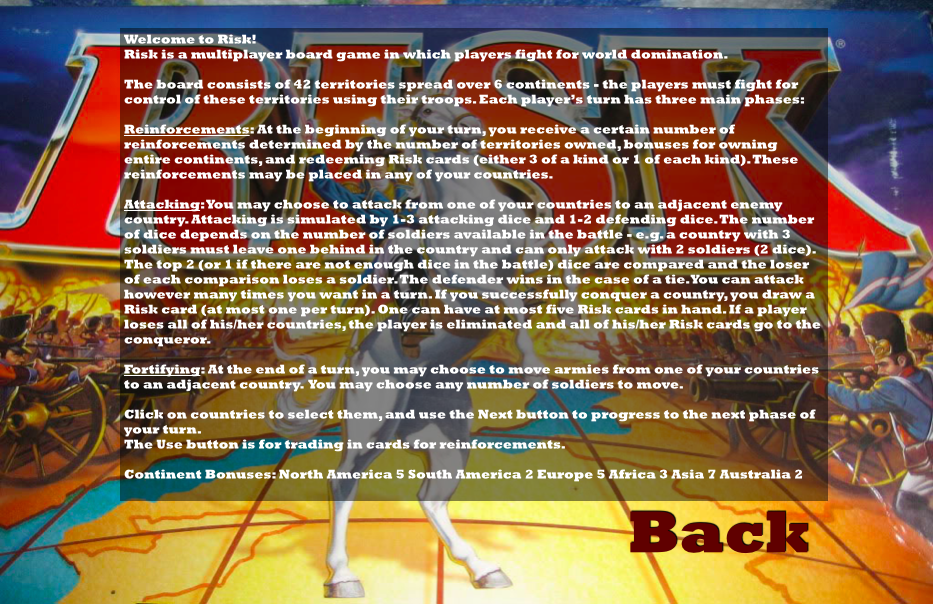 RISK
®
Welcome to Risk!
Risk is a multiplayer board game in which players fight for world domination.
The board consists of 42 territories spread over 6 continents - the players must fight for
control of these territories using their troops. Each player's turn has three main phases:
Reinforcements: At the beginning of your turn, you receive a certain number of
reinforcements determined by the number of territories owned, bonuses for owning
entire continents, and redeeming Risk cards (either 3 of a kind or 1 of each kind). These
reinforcements may be placed in any of your countries.
Attacking: You may choose to attack from one of your countries to an adjacent enemy
country. Attacking is simulated by 1-3 attacking dice and 1-2 defending dice. The number
of dice depends on the number of soldiers available in the battle - e.g. a country with 3
soldiers must leave one behind in the country and can only attack with 2 soldiers (2 dice).
The top 2 (or 1 if there are not enough dice in the battle) dice are compared and the loser
of each comparison loses a soldier. The defender wins in the case of a tie. You can attack
however many times you want in a turn. If you successfully conquer a country, you draw a
Risk card (at most one per turn). One can have at most five Risk cards in hand. If a player
loses all of his/her countries, the player is eliminated and all of his/her Risk cards go to the
conqueror.
Fortifying: At the end of a turn, you may choose to move armies from one of your countries
to an adjacent country. You may choose any number of soldiers to move.
Click on countries to select them, and use the Next button to progress to the next phase of
your turn.
The Use button is for trading in cards for reinforcements.
Continent Bonuses: North America 5 South America 2 Europe 5 Africa 3 Asia 7 Australia 2
Back